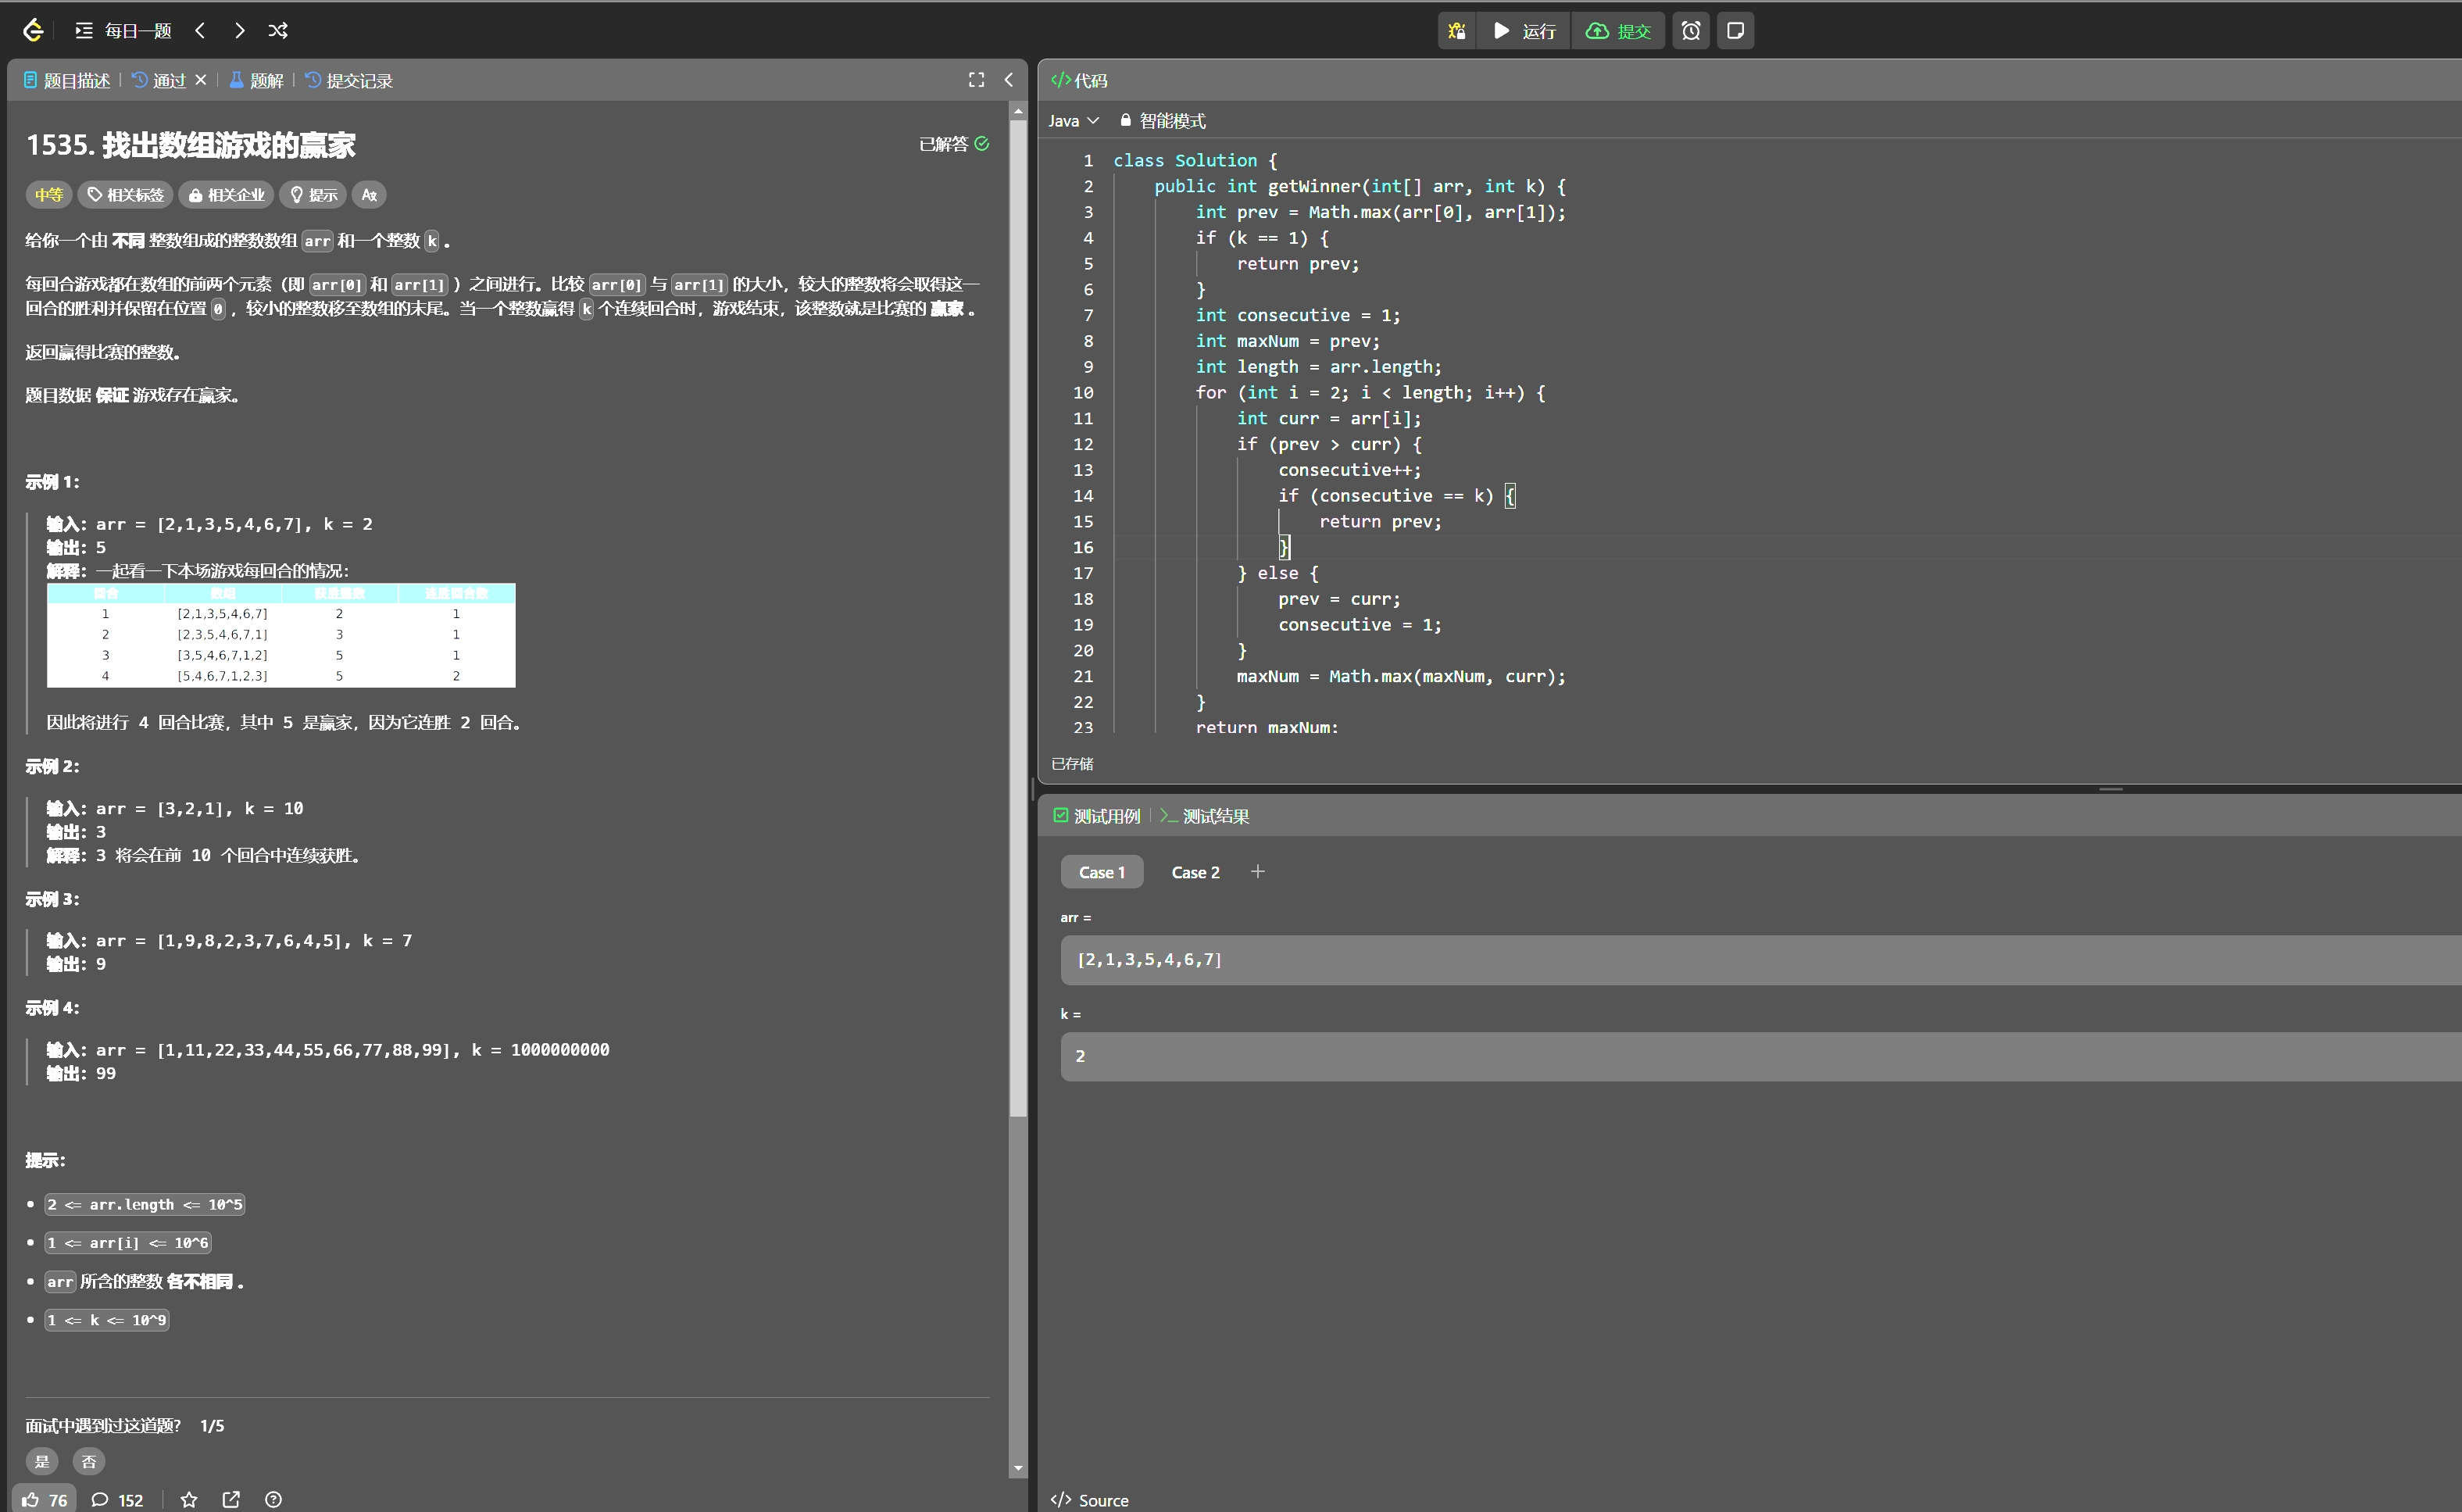 每日一题
运行
提交
题目描述
通过
题解
提交记录
1535. 找出数组游戏的赢家
已解答
中等
相关标签
相关企业
提示
给你一个由 不同 整数组成的整数数组 arr 和一个整数 k 。
每回合游戏都在数组的前两个元素（即 arr[0] 和 arr[1] ）之间进行。比较 arr[0] 与 arr[1] 的大小，较大的整数将会取得这一
回合的胜利并保留在位置 0 ，较小的整数移至数组的末尾。当一个整数赢得 k 个连续回合时，游戏结束，该整数就是比赛的 赢家 。
返回赢得比赛的整数。
题目数据 保证 游戏存在赢家。
示例 1：
输入：arr = [2,1,3,5,4,6,7], k = 2
输出：5
解释：一起看一下本场游戏每回合的情况：
回合 数组 获胜整数 连胜回合数
1 [2,1,3,5,4,6,7] 2 1
2 [2,3,5,4,6,7,1] 3 1
3 [3,5,4,6,7,1,2] 5 1
4 [5,4,6,7,1,2,3] 5 2
因此将进行 4 回合比赛，其中 5 是赢家，因为它连胜 2 回合。
示例 2：
输入：arr = [3,2,1], k = 10
输出：3
解释：3 将会在前 10 个回合中连续获胜。
示例 3：
输入：arr = [1,9,8,2,3,7,6,4,5], k = 7
输出：9
示例 4：
输入：arr = [1,11,22,33,44,55,66,77,88,99], k = 1000000000
输出：99
提示：
2 <= arr.length <= 10^5
1 <= arr[i] <= 10^6
arr 所含的整数 各不相同 。
1 <= k <= 10^9
面试中遇到过这道题? 1/5
是
否
76
152
</>代码
Java
智能模式
1 class Solution {
2 public int getWinner(int[] arr, int k) {
3 int prev = Math.max(arr[0], arr[1]);
4 if (k == 1) {
5 return prev;
6 }
7 int consecutive = 1;
8 int maxNum = prev;
9 int length = arr.length;
10 for (int i = 2; i < length; i++) {
11 int curr = arr[i];
12 if (prev > curr) {
13 consecutive++;
14 if (consecutive == k) {
15 return prev;
16 }
17 } else {
18 prev = curr;
19 consecutive = 1;
20 }
21 maxNum = Math.max(maxNum, curr);
22 }
23 return maxNum;
已存储
测试用例
测试结果
Case 1
Case 2
arr =
[2,1,3,5,4,6,7]
k =
2
</> Source